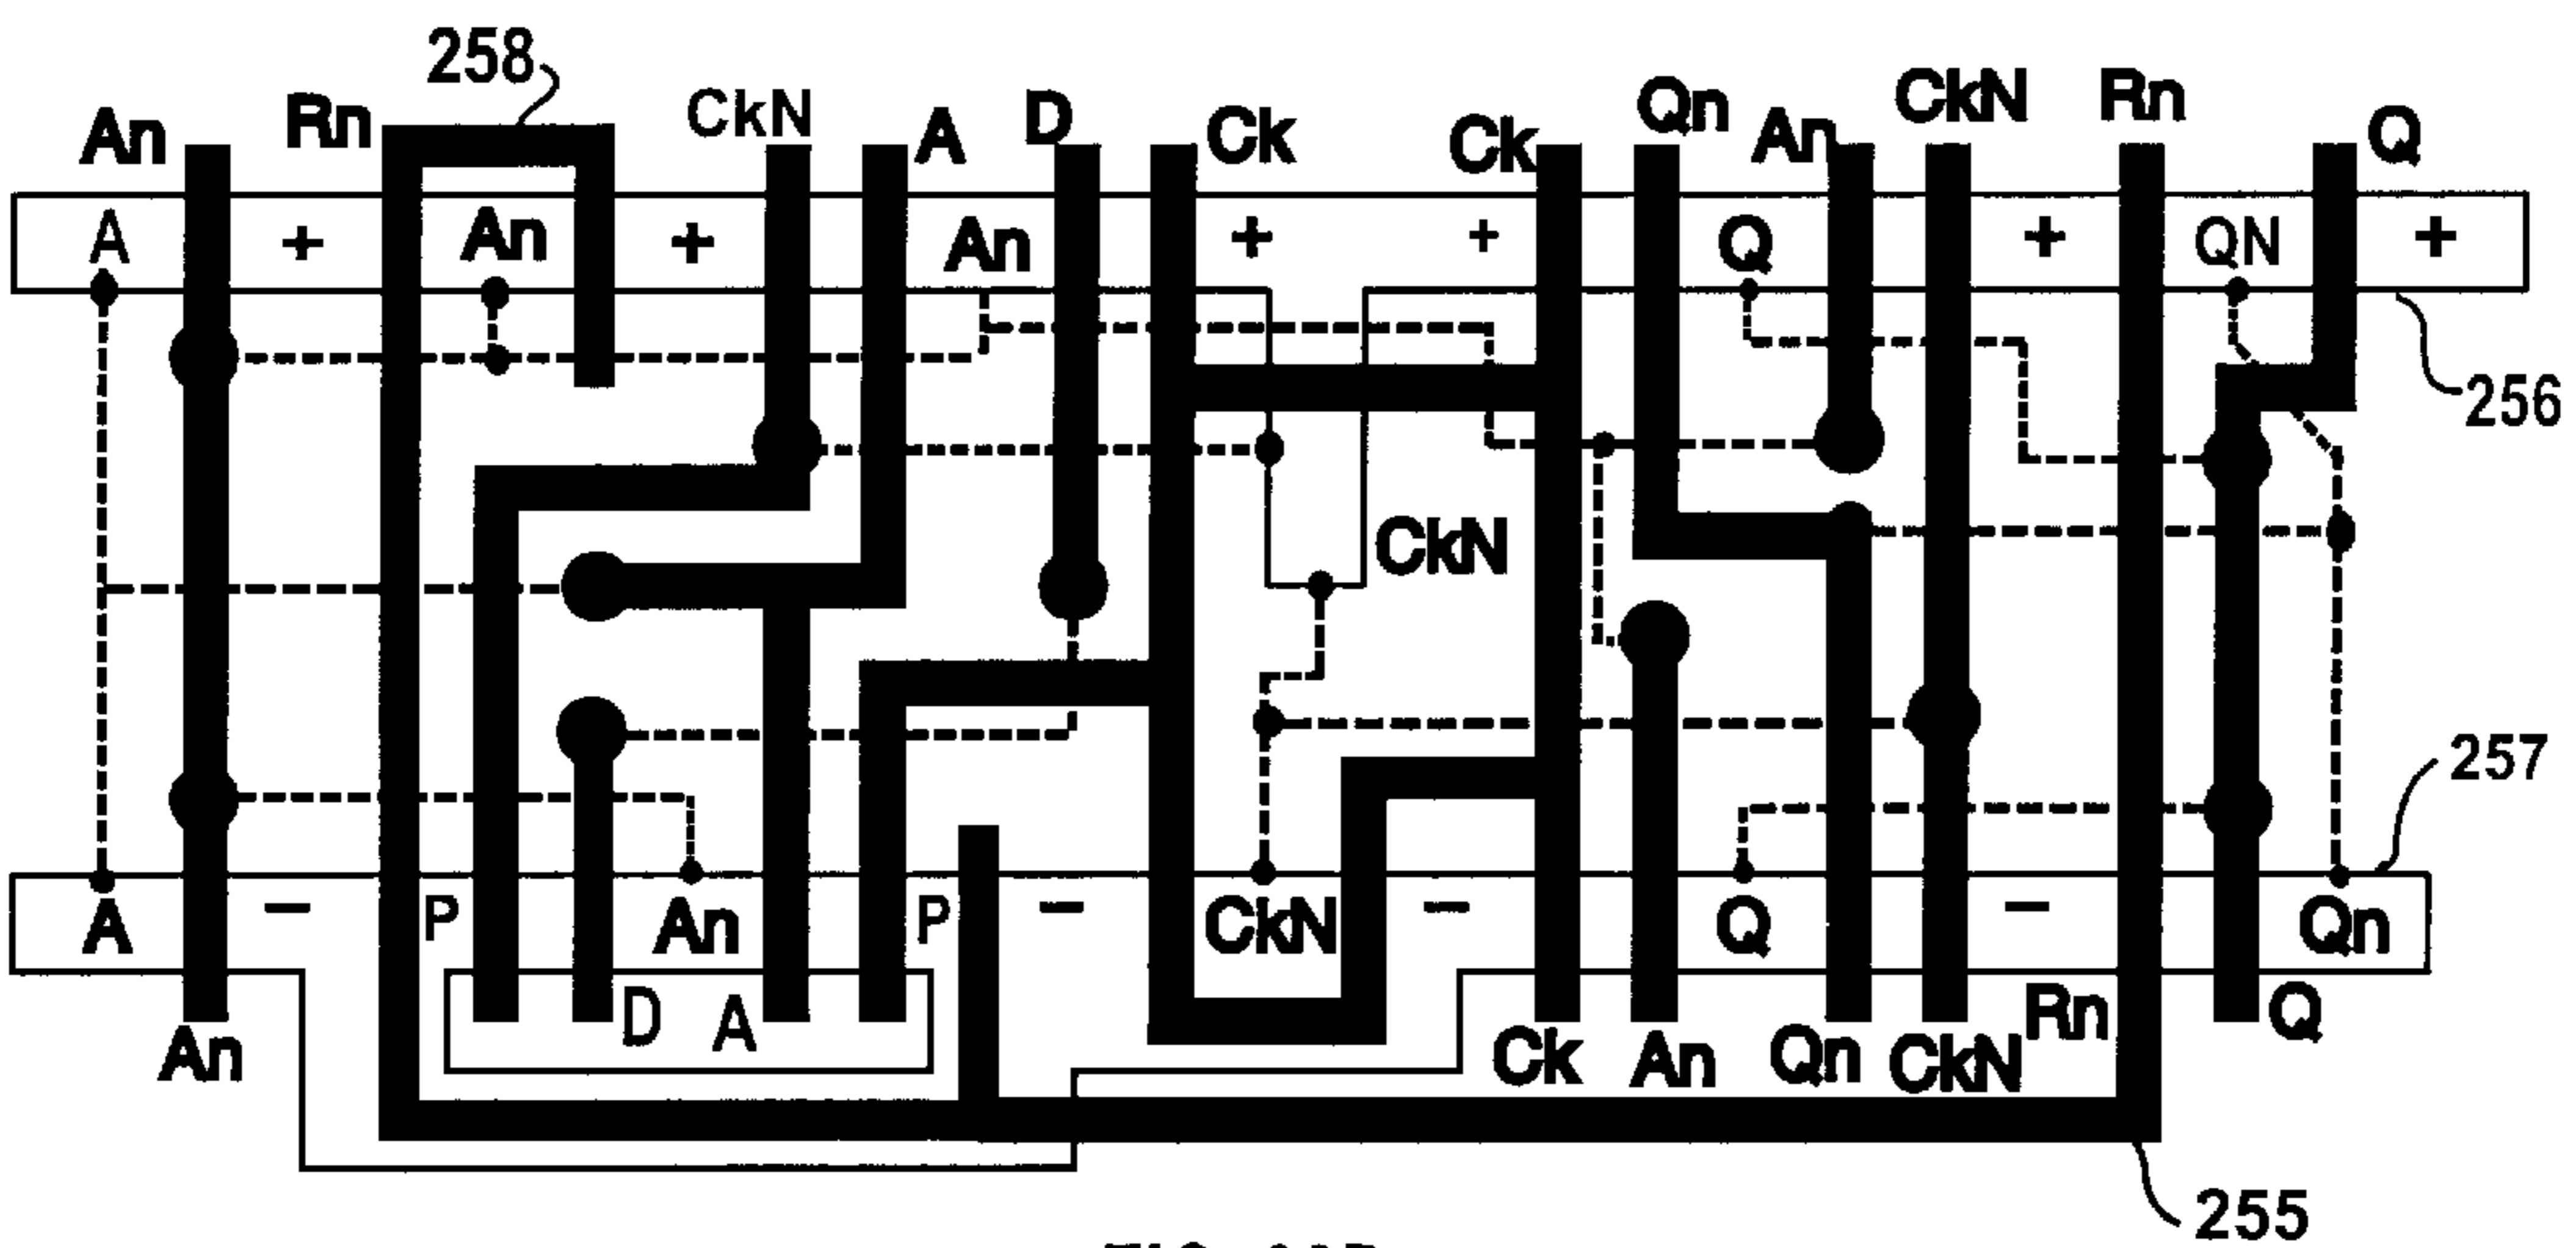 258
An Rn CkN A D Ck Ck Qn An CkN Rn Q
A + An + An + + Q + QN +
256
CkN
257
A – P An P – CkN – Q – Qn
D A
An Ck An Qn CkN Rn Q
255